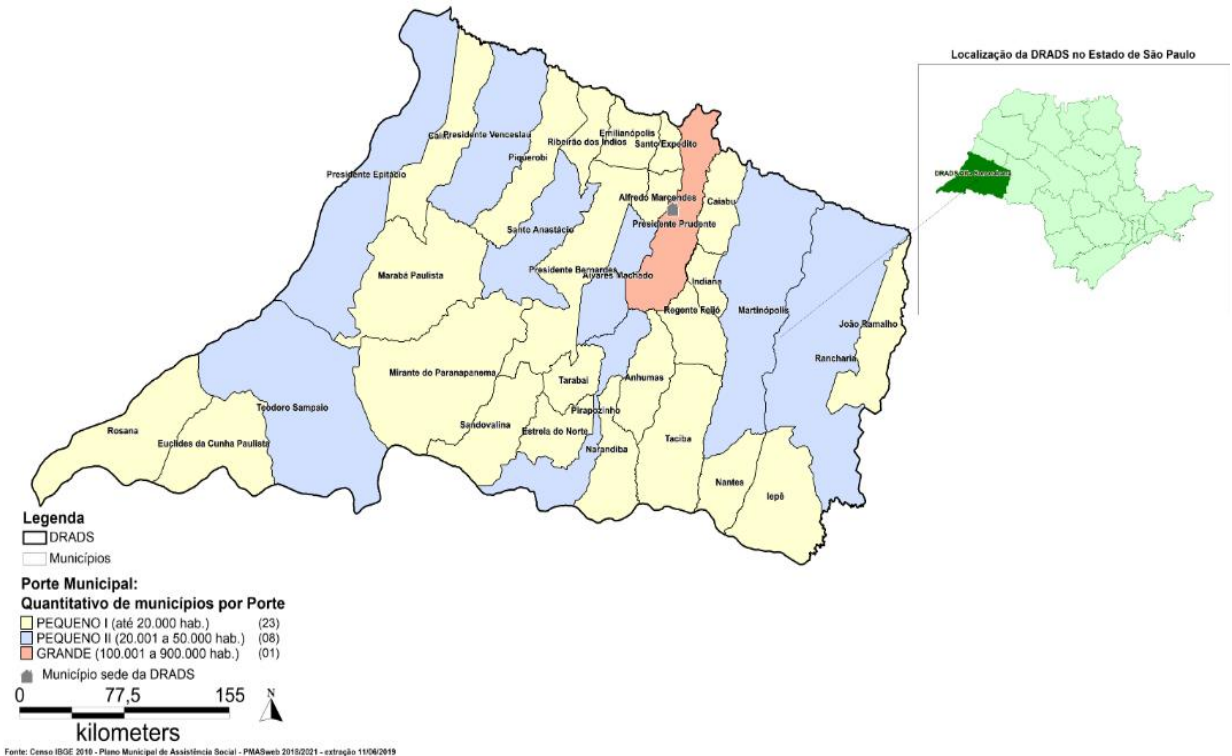 Localização da DRADS no Estado de São Paulo
DRADS Alta Sorocabana
Caiuá
Presidente Venceslau
Piquerobi
Ribeirão dos Índios
Emilianópolis
Santo Expedito
Presidente Epitácio
Alfredo Marcondes
Caiabu
Presidente Prudente
Santo Anastácio
Marabá Paulista
Presidente Bernardes
Álvares Machado
Indiana
Regente Feijó
Martinópolis
João Ramalho
Rancharia
Mirante do Paranapanema
Tarabai
Anhumas
Pirapozinho
Teodoro Sampaio
Sandovalina
Estrela do Norte
Rosana
Euclides da Cunha Paulista
Taciba
Narandiba
Nantes
Iepê
Legenda
DRADS
Municípios
Porte Municipal:
Quantitativo de municípios por Porte
PEQUENO I (até 20.000 hab.) (23)
PEQUENO II (20.001 a 50.000 hab.) (08)
GRANDE (100.001 a 900.000 hab.) (01)
Município sede da DRADS
0 77,5 155
N
kilometers
Fonte: Censo IBGE 2010 - Plano Municipal de Assistência Social - PMASweb 2018/2021 - extração 11/06/2019